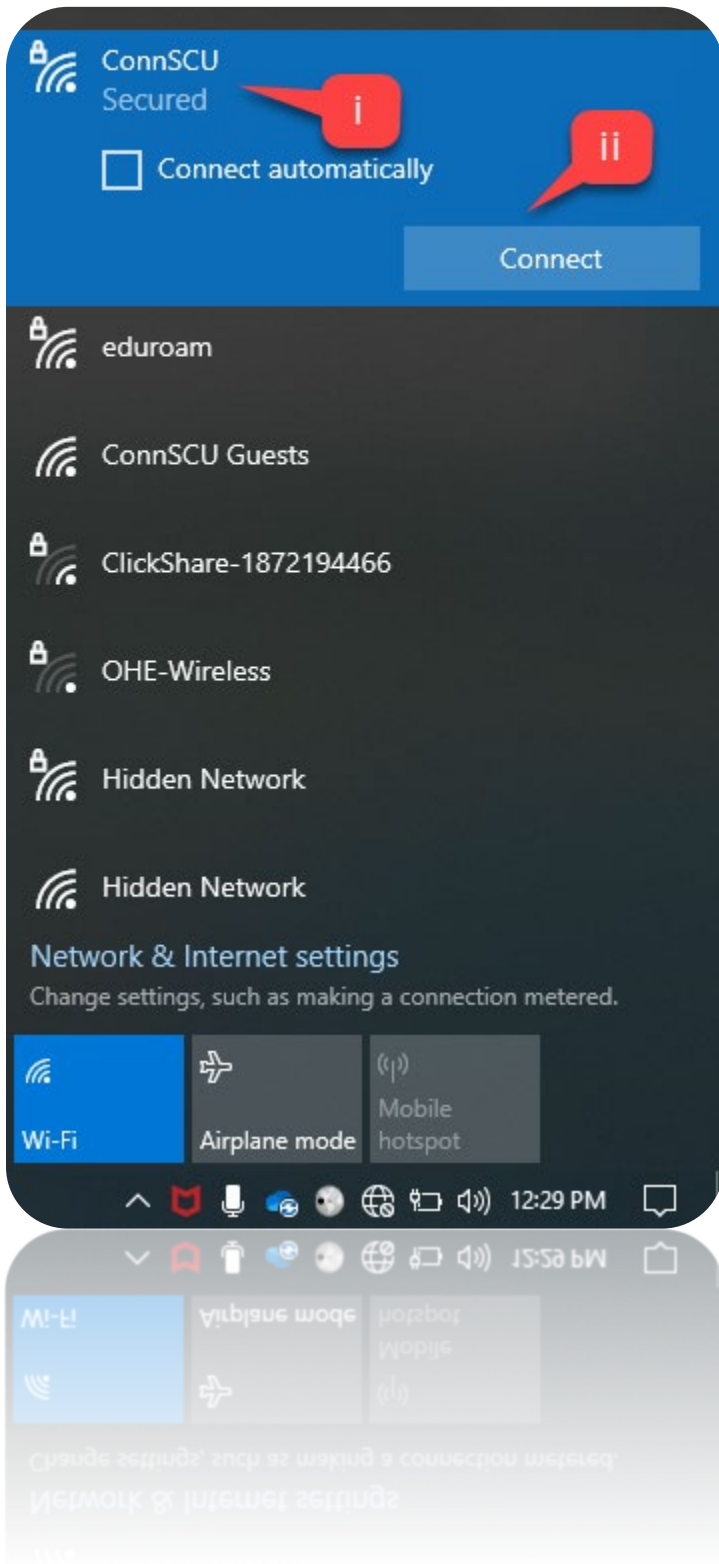 ConnSCU
Secured
i
Connect automatically
ii
Connect
eduroam
ConnSCU Guests
ClickShare-1872194466
OHE-Wireless
Hidden Network
Hidden Network
Network & Internet settings
Change settings, such as making a connection metered.
Wi-Fi
Airplane mode
Mobile
hotspot
12:29 PM